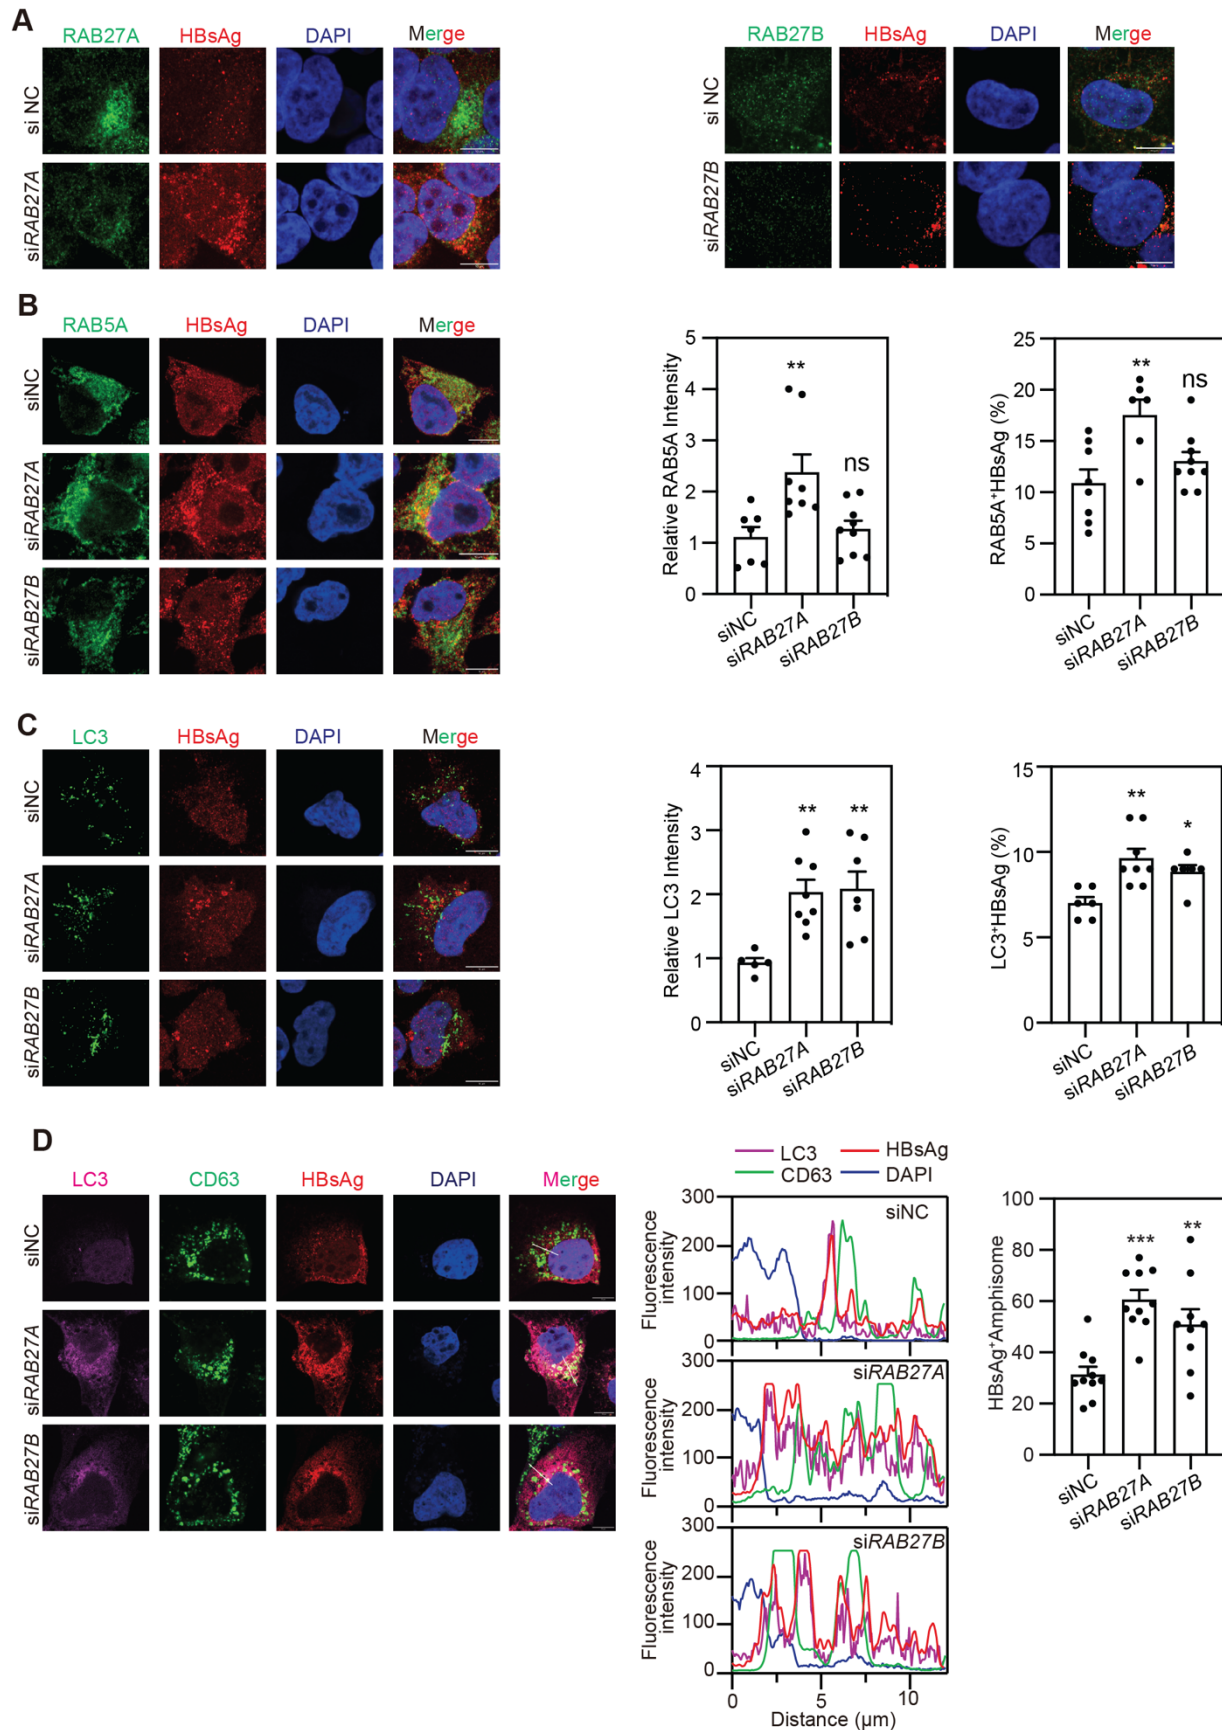 A
RAB27A HBsAg DAPI Merge
si NC
siRAB27A
RAB27B HBsAg DAPI Merge
si NC
siRAB27B
B
RAB5A HBsAg DAPI Merge
siNC
siRAB27A
siRAB27B
Relative RAB5A Intensity
5
4
3
2
1
0
**
ns
siNC
siRAB27A
siRAB27B
RAB5A⁺HBsAg (%)
25
20
15
10
5
0
**
ns
siNC
siRAB27A
siRAB27B
C
LC3 HBsAg DAPI Merge
siNC
siRAB27A
siRAB27B
Relative LC3 Intensity
4
3
2
1
0
**
**
siNC
siRAB27A
siRAB27B
LC3⁺HBsAg (%)
15
10
5
0
**
*
siNC
siRAB27A
siRAB27B
D
LC3 CD63 HBsAg DAPI Merge
siNC
siRAB27A
siRAB27B
LC3 HBsAg
CD63 DAPI
Fluorescence
intensity
300
200
100
0
siNC
Fluorescence
intensity
300
200
100
0
siRAB27A
Fluorescence
intensity
300
200
100
0
siRAB27B
0 5 10
Distance (µm)
HBsAg⁺Amphisome
100
80
60
40
20
0
***
**
siNC
siRAB27A
siRAB27B